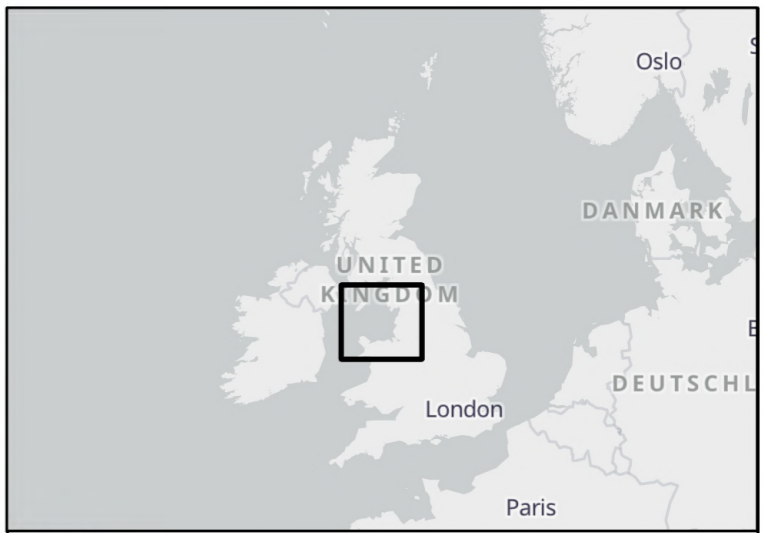 Oslo
DANMARK
UNITED
KINGDOM
DEUTSCHL
London
Paris